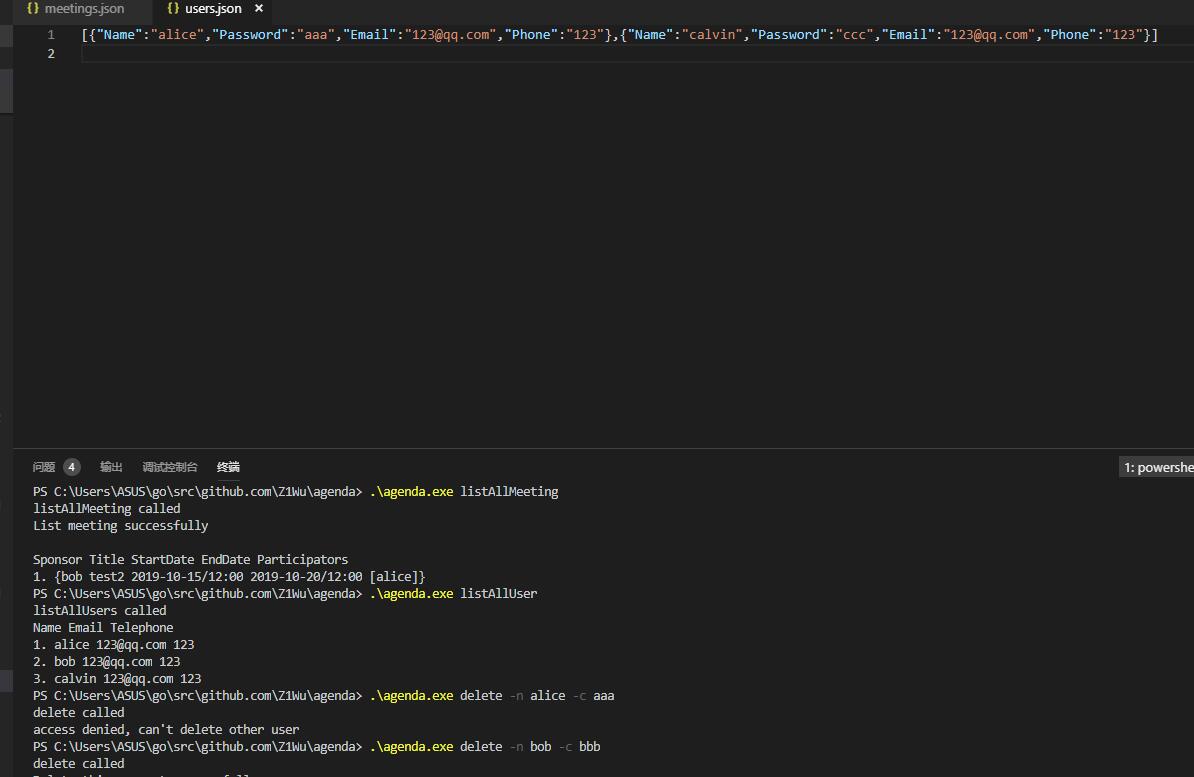 {} meetings.json {} users.json ×
1 [{"Name":"alice","Password":"aaa","Email":"123@qq.com","Phone":"123"},{"Name":"calvin","Password":"ccc","Email":"123@qq.com","Phone":"123"}]
2
问题 4 输出 调试控制台 终端 1: powershe
PS C:\Users\ASUS\go\src\github.com\Z1Wu\agenda> .\agenda.exe listAllMeeting
listAllMeeting called
List meeting successfully
Sponsor Title StartDate EndDate Participators
1. {bob test2 2019-10-15/12:00 2019-10-20/12:00 [alice]}
PS C:\Users\ASUS\go\src\github.com\Z1Wu\agenda> .\agenda.exe listAllUser
listAllUsers called
Name Email Telephone
1. alice 123@qq.com 123
2. bob 123@qq.com 123
3. calvin 123@qq.com 123
PS C:\Users\ASUS\go\src\github.com\Z1Wu\agenda> .\agenda.exe delete -n alice -c aaa
delete called
access denied, can't delete other user
PS C:\Users\ASUS\go\src\github.com\Z1Wu\agenda> .\agenda.exe delete -n bob -c bbb
delete called